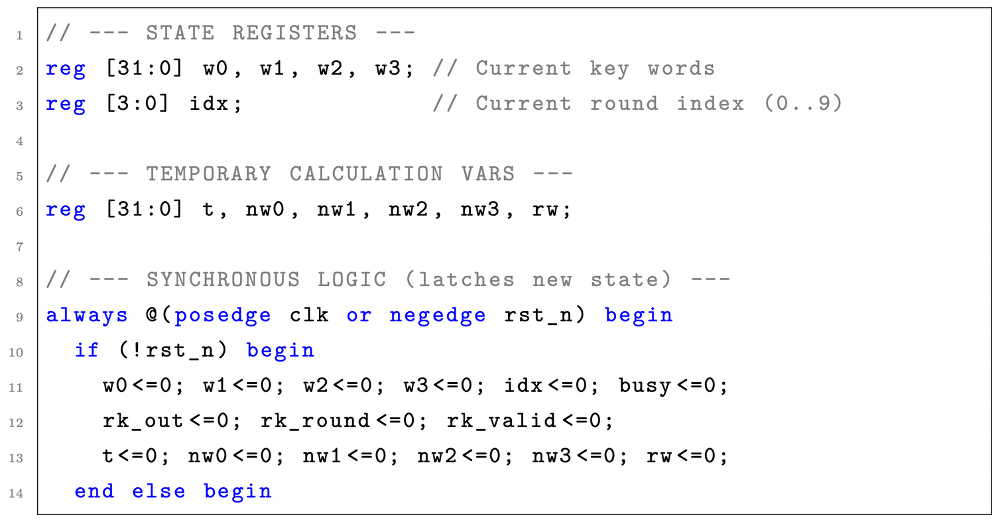 1 // --- STATE REGISTERS ---
2 reg [31:0] w0, w1, w2, w3; // Current key words
3 reg [3:0] idx;             // Current round index (0..9)
4
5 // --- TEMPORARY CALCULATION VARS ---
6 reg [31:0] t, nw0, nw1, nw2, nw3, rw;
7
8 // --- SYNCHRONOUS LOGIC (latches new state) ---
9 always @(posedge clk or negedge rst_n) begin
10   if (!rst_n) begin
11     w0<=0; w1<=0; w2<=0; w3<=0; idx<=0; busy<=0;
12     rk_out<=0; rk_round<=0; rk_valid<=0;
13     t<=0; nw0<=0; nw1<=0; nw2<=0; nw3<=0; rw<=0;
14   end else begin